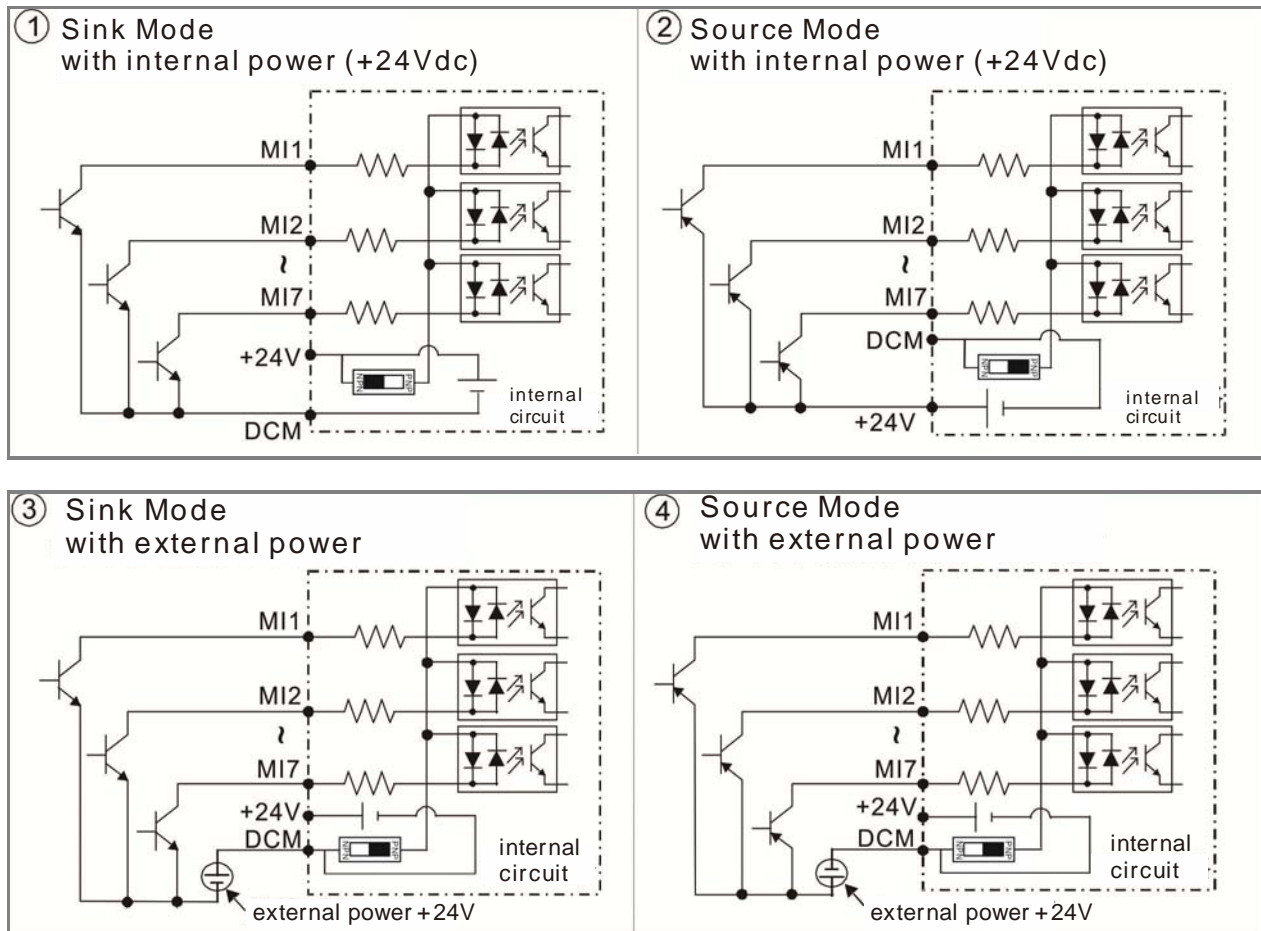 ① Sink Mode
with internal power (+24Vdc)
MI1
MI2
~
MI7
+24V
NPN
PNP
internal
circuit
DCM
② Source Mode
with internal power (+24Vdc)
MI1
MI2
~
MI7
DCM
NPN
PNP
internal
circuit
+24V
③ Sink Mode
with external power
MI1
MI2
~
MI7
+24V
DCM
NPN
PNP
internal
circuit
external power +24V
④ Source Mode
with external power
MI1
MI2
~
MI7
+24V
DCM
NPN
PNP
internal
circuit
external power +24V